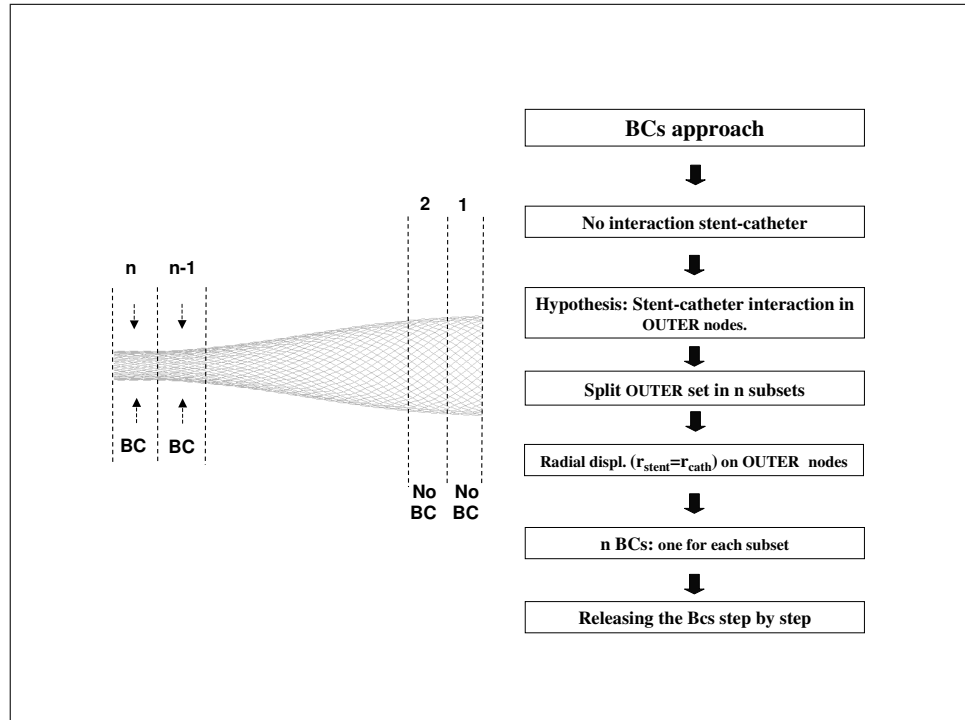 n n-1
BC BC
2 1
No No
BC BC
BCs approach
No interaction stent-catheter
Hypothesis: Stent-catheter interaction in
OUTER nodes.
Split OUTER set in n subsets
Radial displ. (r_stent=r_cath) on OUTER nodes
n BCs: one for each subset
Releasing the Bcs step by step